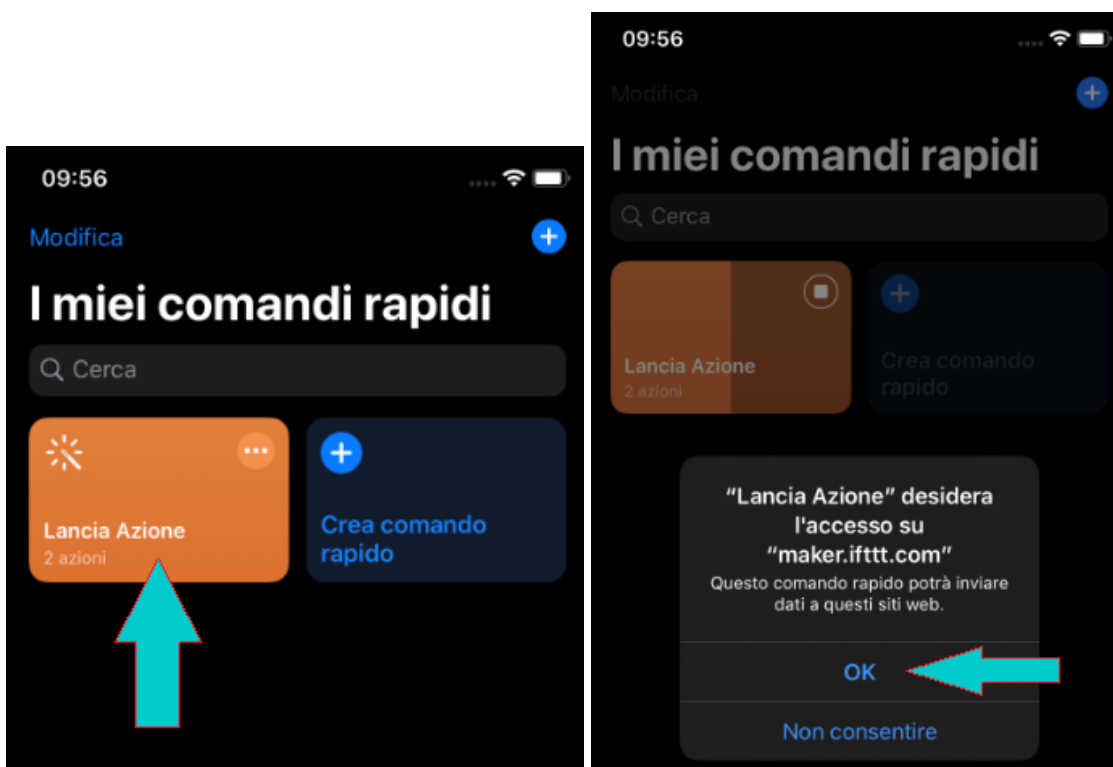 09:56
Modifica
I miei comandi rapidi
Cerca
Lancia Azione
2 azioni
Crea comando
rapido
09:56
Modifica
I miei comandi rapidi
Cerca
Lancia Azione
2 azioni
Crea comando
rapido
“Lancia Azione” desidera
l'accesso su
“maker.ifttt.com”
Questo comando rapido potrà inviare
dati a questi siti web.
OK
Non consentire